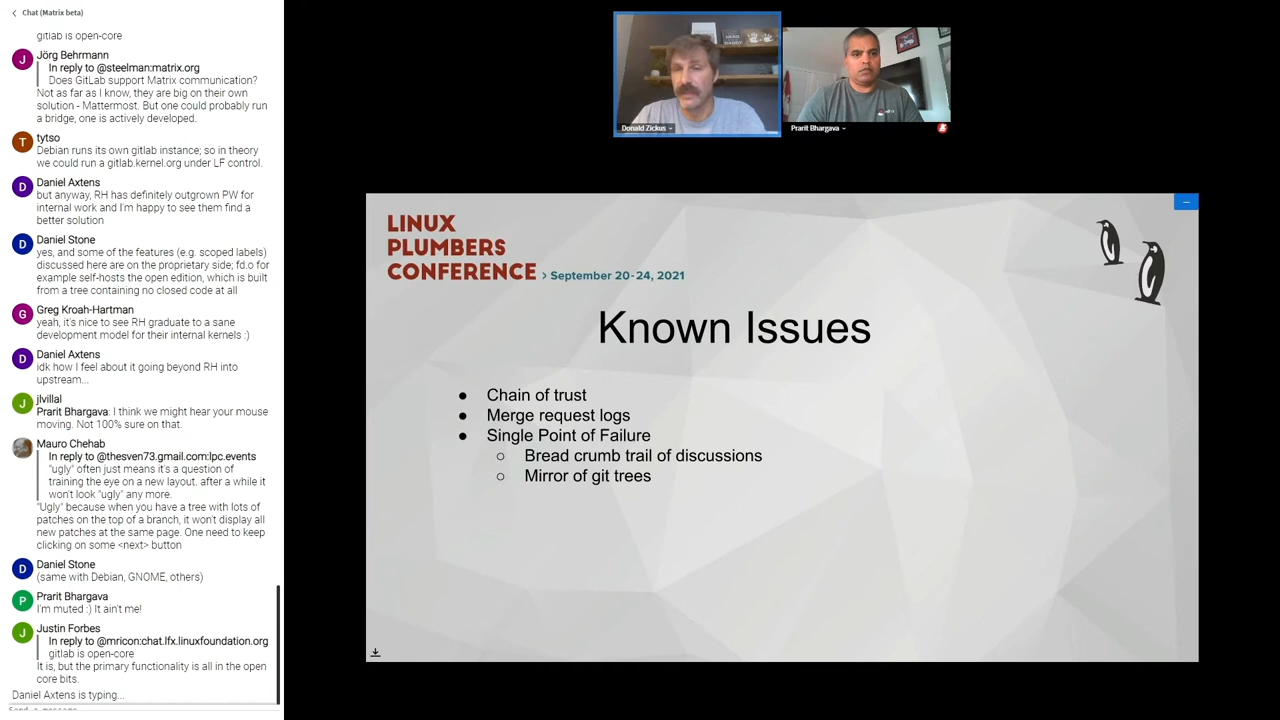 Chat (Matrix beta)
gitlab is open-core
J
Jörg Behrmann
In reply to @steelman:matrix.org
Does GitLab support Matrix communication?
Not as far as I know, they are big on their own
solution - Mattermost. But one could probably run
a bridge, one is actively developed.
T
tytso
Debian runs its own gitlab instance; so in theory
we could run a gitlab.kernel.org under LF control.
D
Daniel Axtens
but anyway, RH has definitely outgrown PW for
internal work and I'm happy to see them find a
better solution
D
Daniel Stone
yes, and some of the features (e.g. scoped labels)
discussed here are on the proprietary side; fd.o for
example self-hosts the open edition, which is built
from a tree containing no closed code at all
G
Greg Kroah-Hartman
yeah, it's nice to see RH graduate to a sane
development model for their internal kernels :)
D
Daniel Axtens
idk how I feel about it going beyond RH into
upstream...
J
jlvillal
Prarit Bhargava: I think we might hear your mouse
moving. Not 100% sure on that.
Mauro Chehab
In reply to @thesven73.gmail.com:lpc.events
"ugly" often just means it's a question of
training the eye on a new layout. after a while it
won't look "ugly" any more.
"Ugly" because when you have a tree with lots of
patches on the top of a branch, it won't display all
new patches at the same page. One need to keep
clicking on some <next> button
D
Daniel Stone
(same with Debian, GNOME, others)
P
Prarit Bhargava
I'm muted :) It ain't me!
J
Justin Forbes
In reply to @mricon:chat.lfx.linuxfoundation.org
gitlab is open-core
It is, but the primary functionality is all in the open
core bits.
Daniel Axtens is typing...
Send a message
Donald Zickus
Prarit Bhargava
LINUX
PLUMBERS
CONFERENCE > September 20-24, 2021
Known Issues
● Chain of trust
● Merge request logs
● Single Point of Failure
○ Bread crumb trail of discussions
○ Mirror of git trees